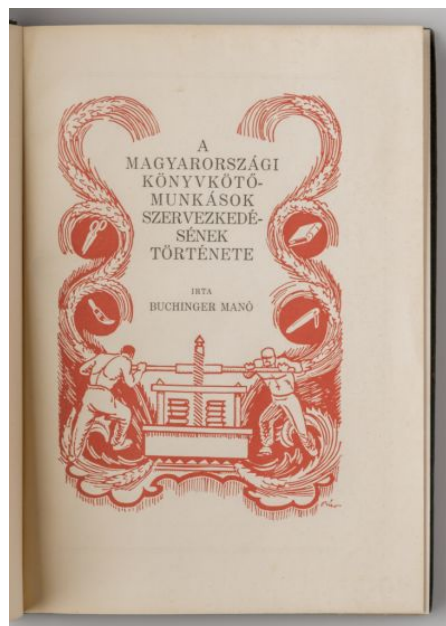 A
MAGYARORSZÁGI
KÖNYVKÖTŐ-
MUNKÁSOK
SZERVEZKEDÉ-
SÉNEK
TÖRTÉNETE
IRTA
BUCHINGER MANÓ